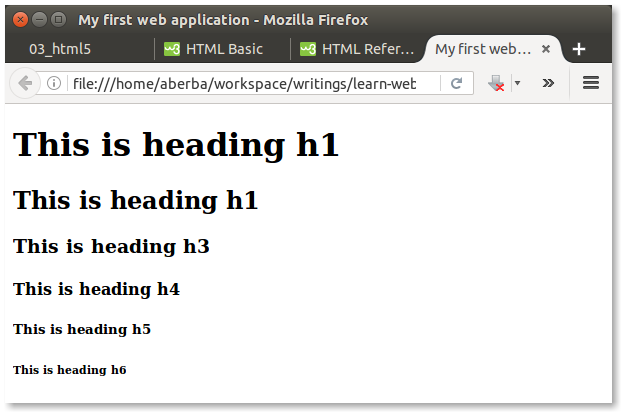 My first web application - Mozilla Firefox
03_html5
HTML Basic
HTML Refer...
My first web...
file:///home/aberba/workspace/writings/learn-web
This is heading h1
This is heading h1
This is heading h3
This is heading h4
This is heading h5
This is heading h6